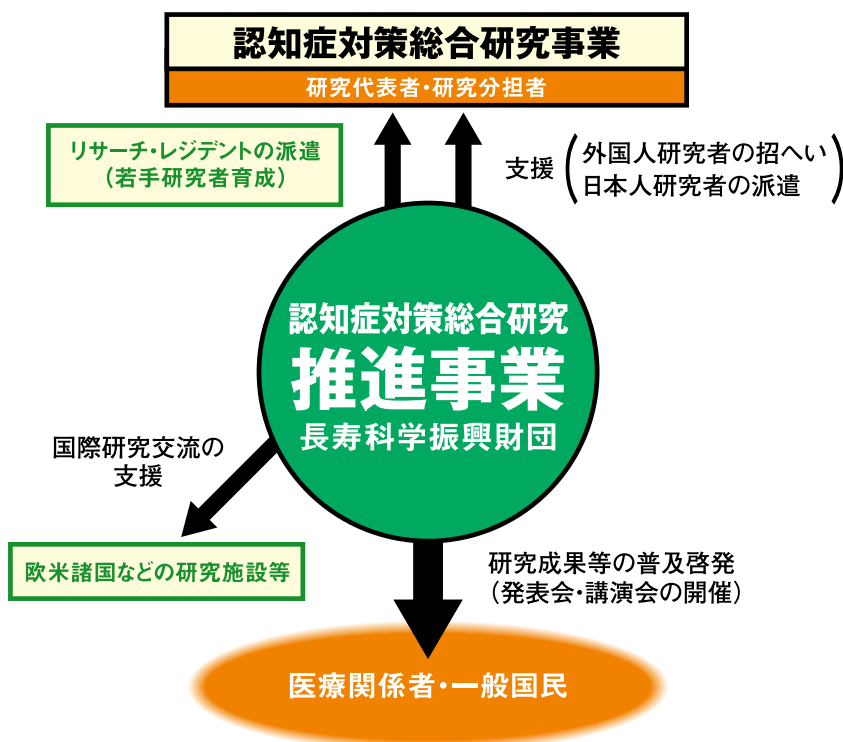 認知症対策総合研究事業
研究代表者・研究分担者
リサーチ・レジデントの派遣
（若手研究者育成）
支援
外国人研究者の招へい
日本人研究者の派遣
認知症対策総合研究
推進事業
長寿科学振興財団
国際研究交流の
支援
欧米諸国などの研究施設等
研究成果等の普及啓発
（発表会・講演会の開催）
医療関係者・一般国民